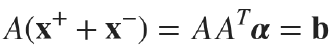 A(x⁺ + x⁻) = AAᵀα = b